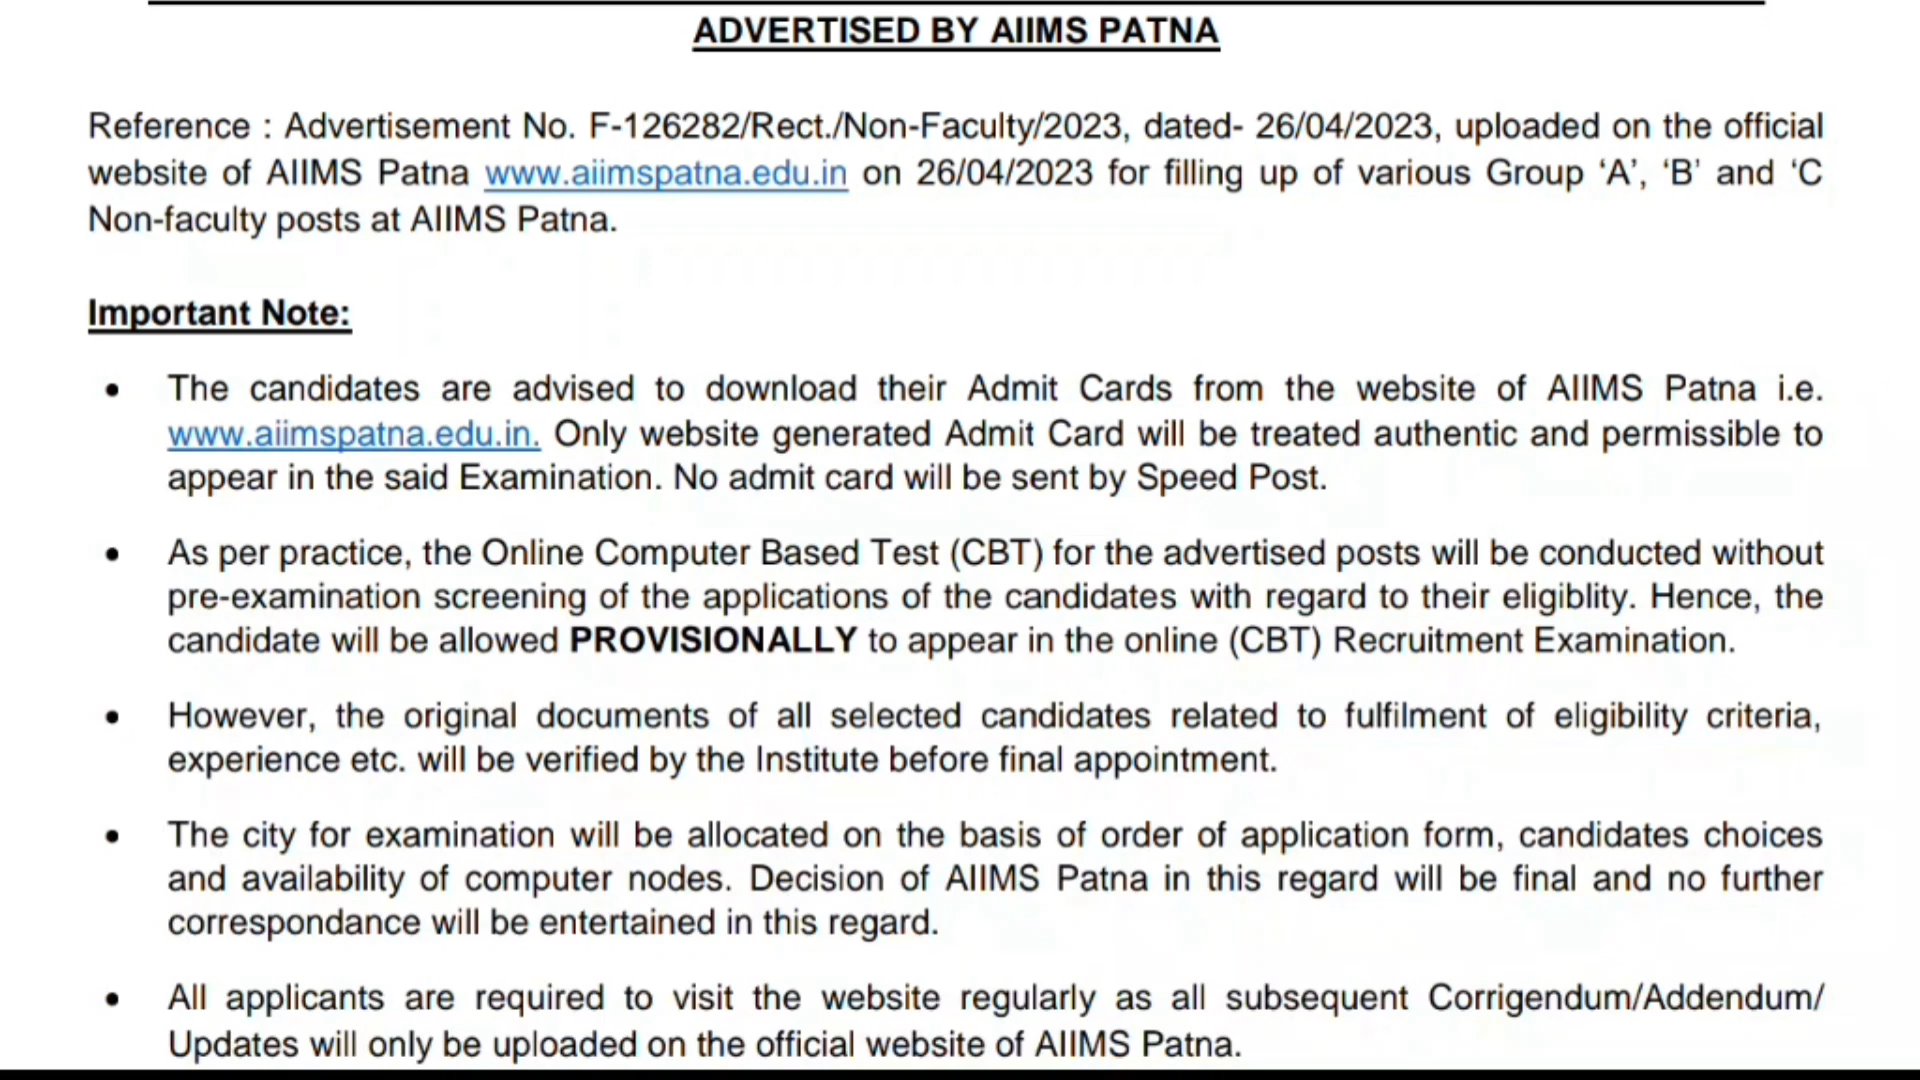 ADVERTISED BY AIIMS PATNA
Reference : Advertisement No. F-126282/Rect./Non-Faculty/2023, dated- 26/04/2023, uploaded on the official
website of AIIMS Patna www.aiimspatna.edu.in on 26/04/2023 for filling up of various Group ‘A’, ‘B’ and ‘C
Non-faculty posts at AIIMS Patna.
Important Note:
• The candidates are advised to download their Admit Cards from the website of AIIMS Patna i.e.
www.aiimspatna.edu.in. Only website generated Admit Card will be treated authentic and permissible to
appear in the said Examination. No admit card will be sent by Speed Post.
• As per practice, the Online Computer Based Test (CBT) for the advertised posts will be conducted without
pre-examination screening of the applications of the candidates with regard to their eligiblity. Hence, the
candidate will be allowed PROVISIONALLY to appear in the online (CBT) Recruitment Examination.
• However, the original documents of all selected candidates related to fulfilment of eligibility criteria,
experience etc. will be verified by the Institute before final appointment.
• The city for examination will be allocated on the basis of order of application form, candidates choices
and availability of computer nodes. Decision of AIIMS Patna in this regard will be final and no further
correspondance will be entertained in this regard.
• All applicants are required to visit the website regularly as all subsequent Corrigendum/Addendum/
Updates will only be uploaded on the official website of AIIMS Patna.